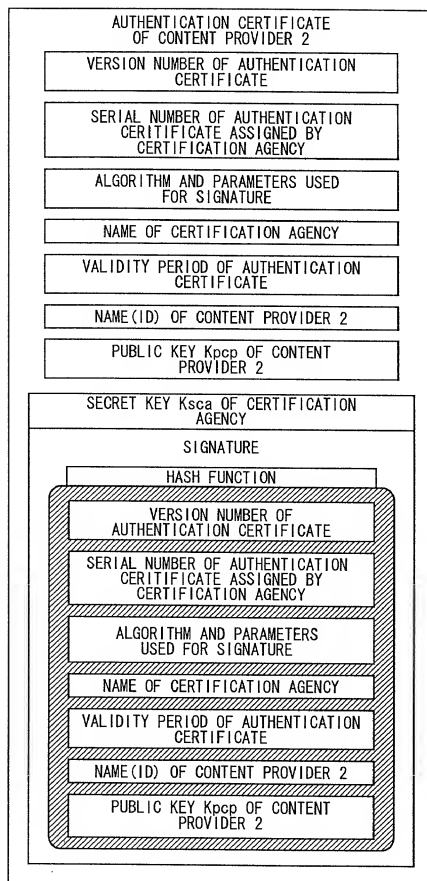 AUTHENTICATION CERTIFICATE
OF CONTENT PROVIDER 2
VERSION NUMBER OF AUTHENTICATION
CERTIFICATE
SERIAL NUMBER OF AUTHENTICATION
CERITIFICATE ASSIGNED BY
CERTIFICATION AGENCY
ALGORITHM AND PARAMETERS USED
FOR SIGNATURE
NAME OF CERTIFICATION AGENCY
VALIDITY PERIOD OF AUTHENTICATION
CERTIFICATE
NAME(ID) OF CONTENT PROVIDER 2
PUBLIC KEY Kpcp OF CONTENT
PROVIDER 2
SECRET KEY Ksca OF CERTIFICATION
AGENCY
SIGNATURE
HASH FUNCTION
VERSION NUMBER OF
AUTHENTICATION CERTIFICATE
SERIAL NUMBER OF AUTHENTICATION
CERITIFICATE ASSIGNED BY
CERTIFICATION AGENCY
ALGORITHM AND PARAMETERS
USED FOR SIGNATURE
NAME OF CERTIFICATION AGENCY
VALIDITY PERIOD OF AUTHENTICATION
CERTIFICATE
NAME(ID) OF CONTENT PROVIDER 2
PUBLIC KEY Kpcp OF CONTENT
PROVIDER 2